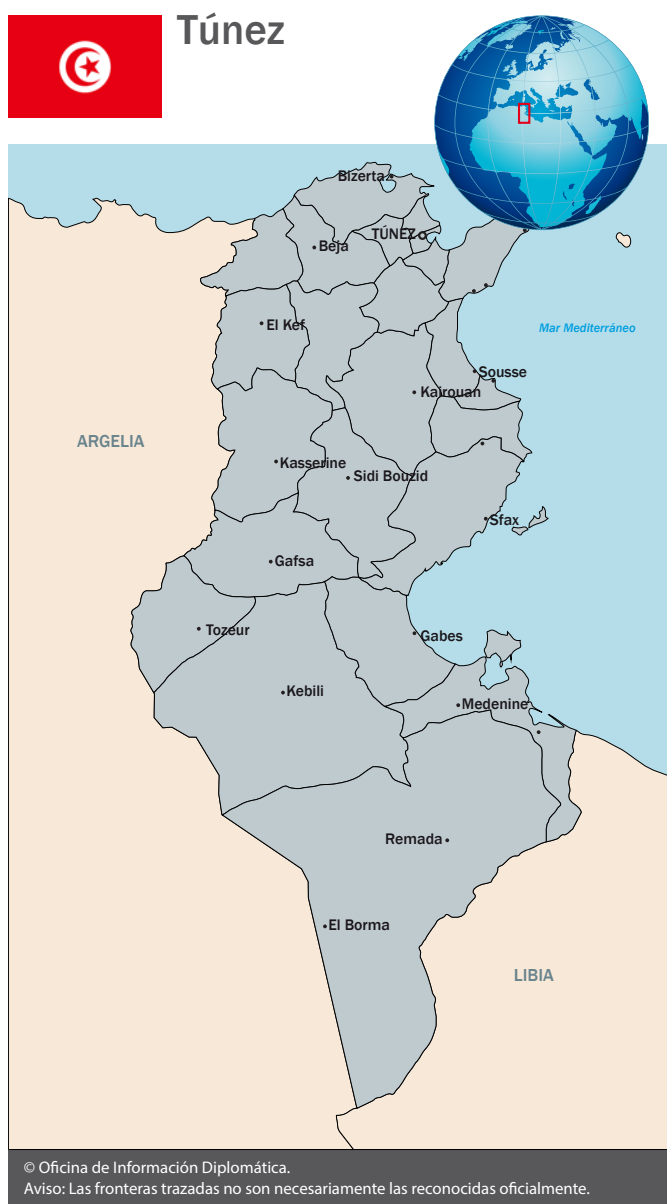 Túnez
Bizerta
TÚNEZ
Beja
El Kef
Mar Mediterráneo
Sousse
Kairouan
ARGELIA
Kasserine
Sidi Bouzid
Sfax
Gafsa
Tozeur
Gabes
Kebili
Medenine
Remada
El Borma
LIBIA
© Oficina de Información Diplomática.
Aviso: Las fronteras trazadas no son necesariamente las reconocidas oficialmente.